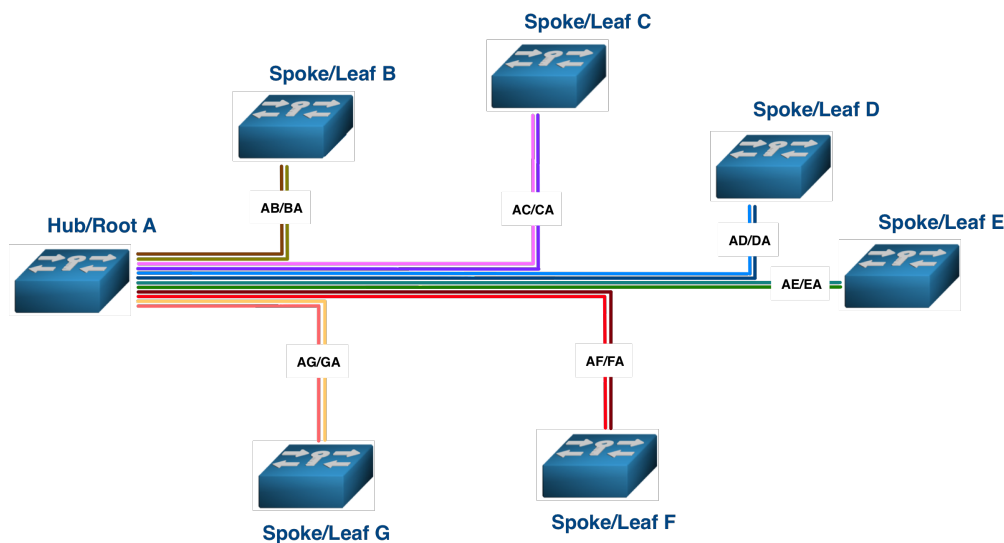 Spoke/Leaf C
Spoke/Leaf B
Spoke/Leaf D
AB/BA
AC/CA
Hub/Root A
Spoke/Leaf E
AD/DA
AE/EA
AG/GA
AF/FA
Spoke/Leaf F
Spoke/Leaf G